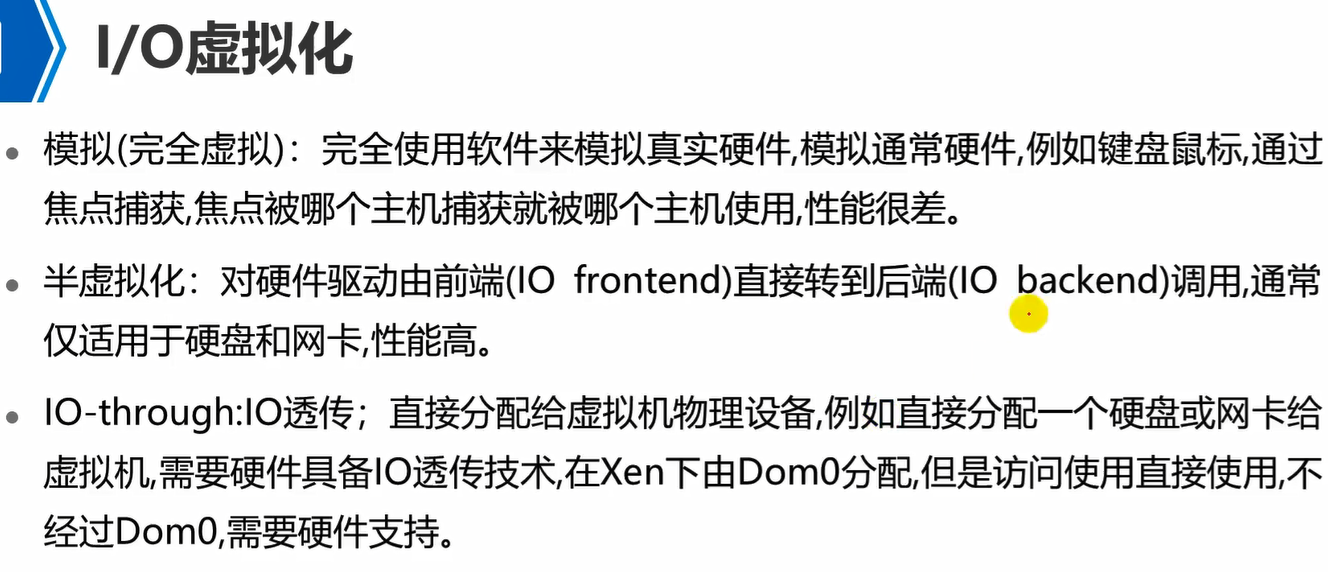 I/O虚拟化
模拟(完全虚拟)：完全使用软件来模拟真实硬件,模拟通常硬件,例如键盘鼠标,通过
焦点捕获,焦点被哪个主机捕获就被哪个主机使用,性能很差。
半虚拟化：对硬件驱动由前端(IO frontend)直接转到后端(IO backend)调用,通常
仅适用于硬盘和网卡,性能高。
IO-through:IO透传；直接分配给虚拟机物理设备,例如直接分配一个硬盘或网卡给
虚拟机,需要硬件具备IO透传技术,在Xen下由Dom0分配,但是访问使用直接使用,不
经过Dom0,需要硬件支持。